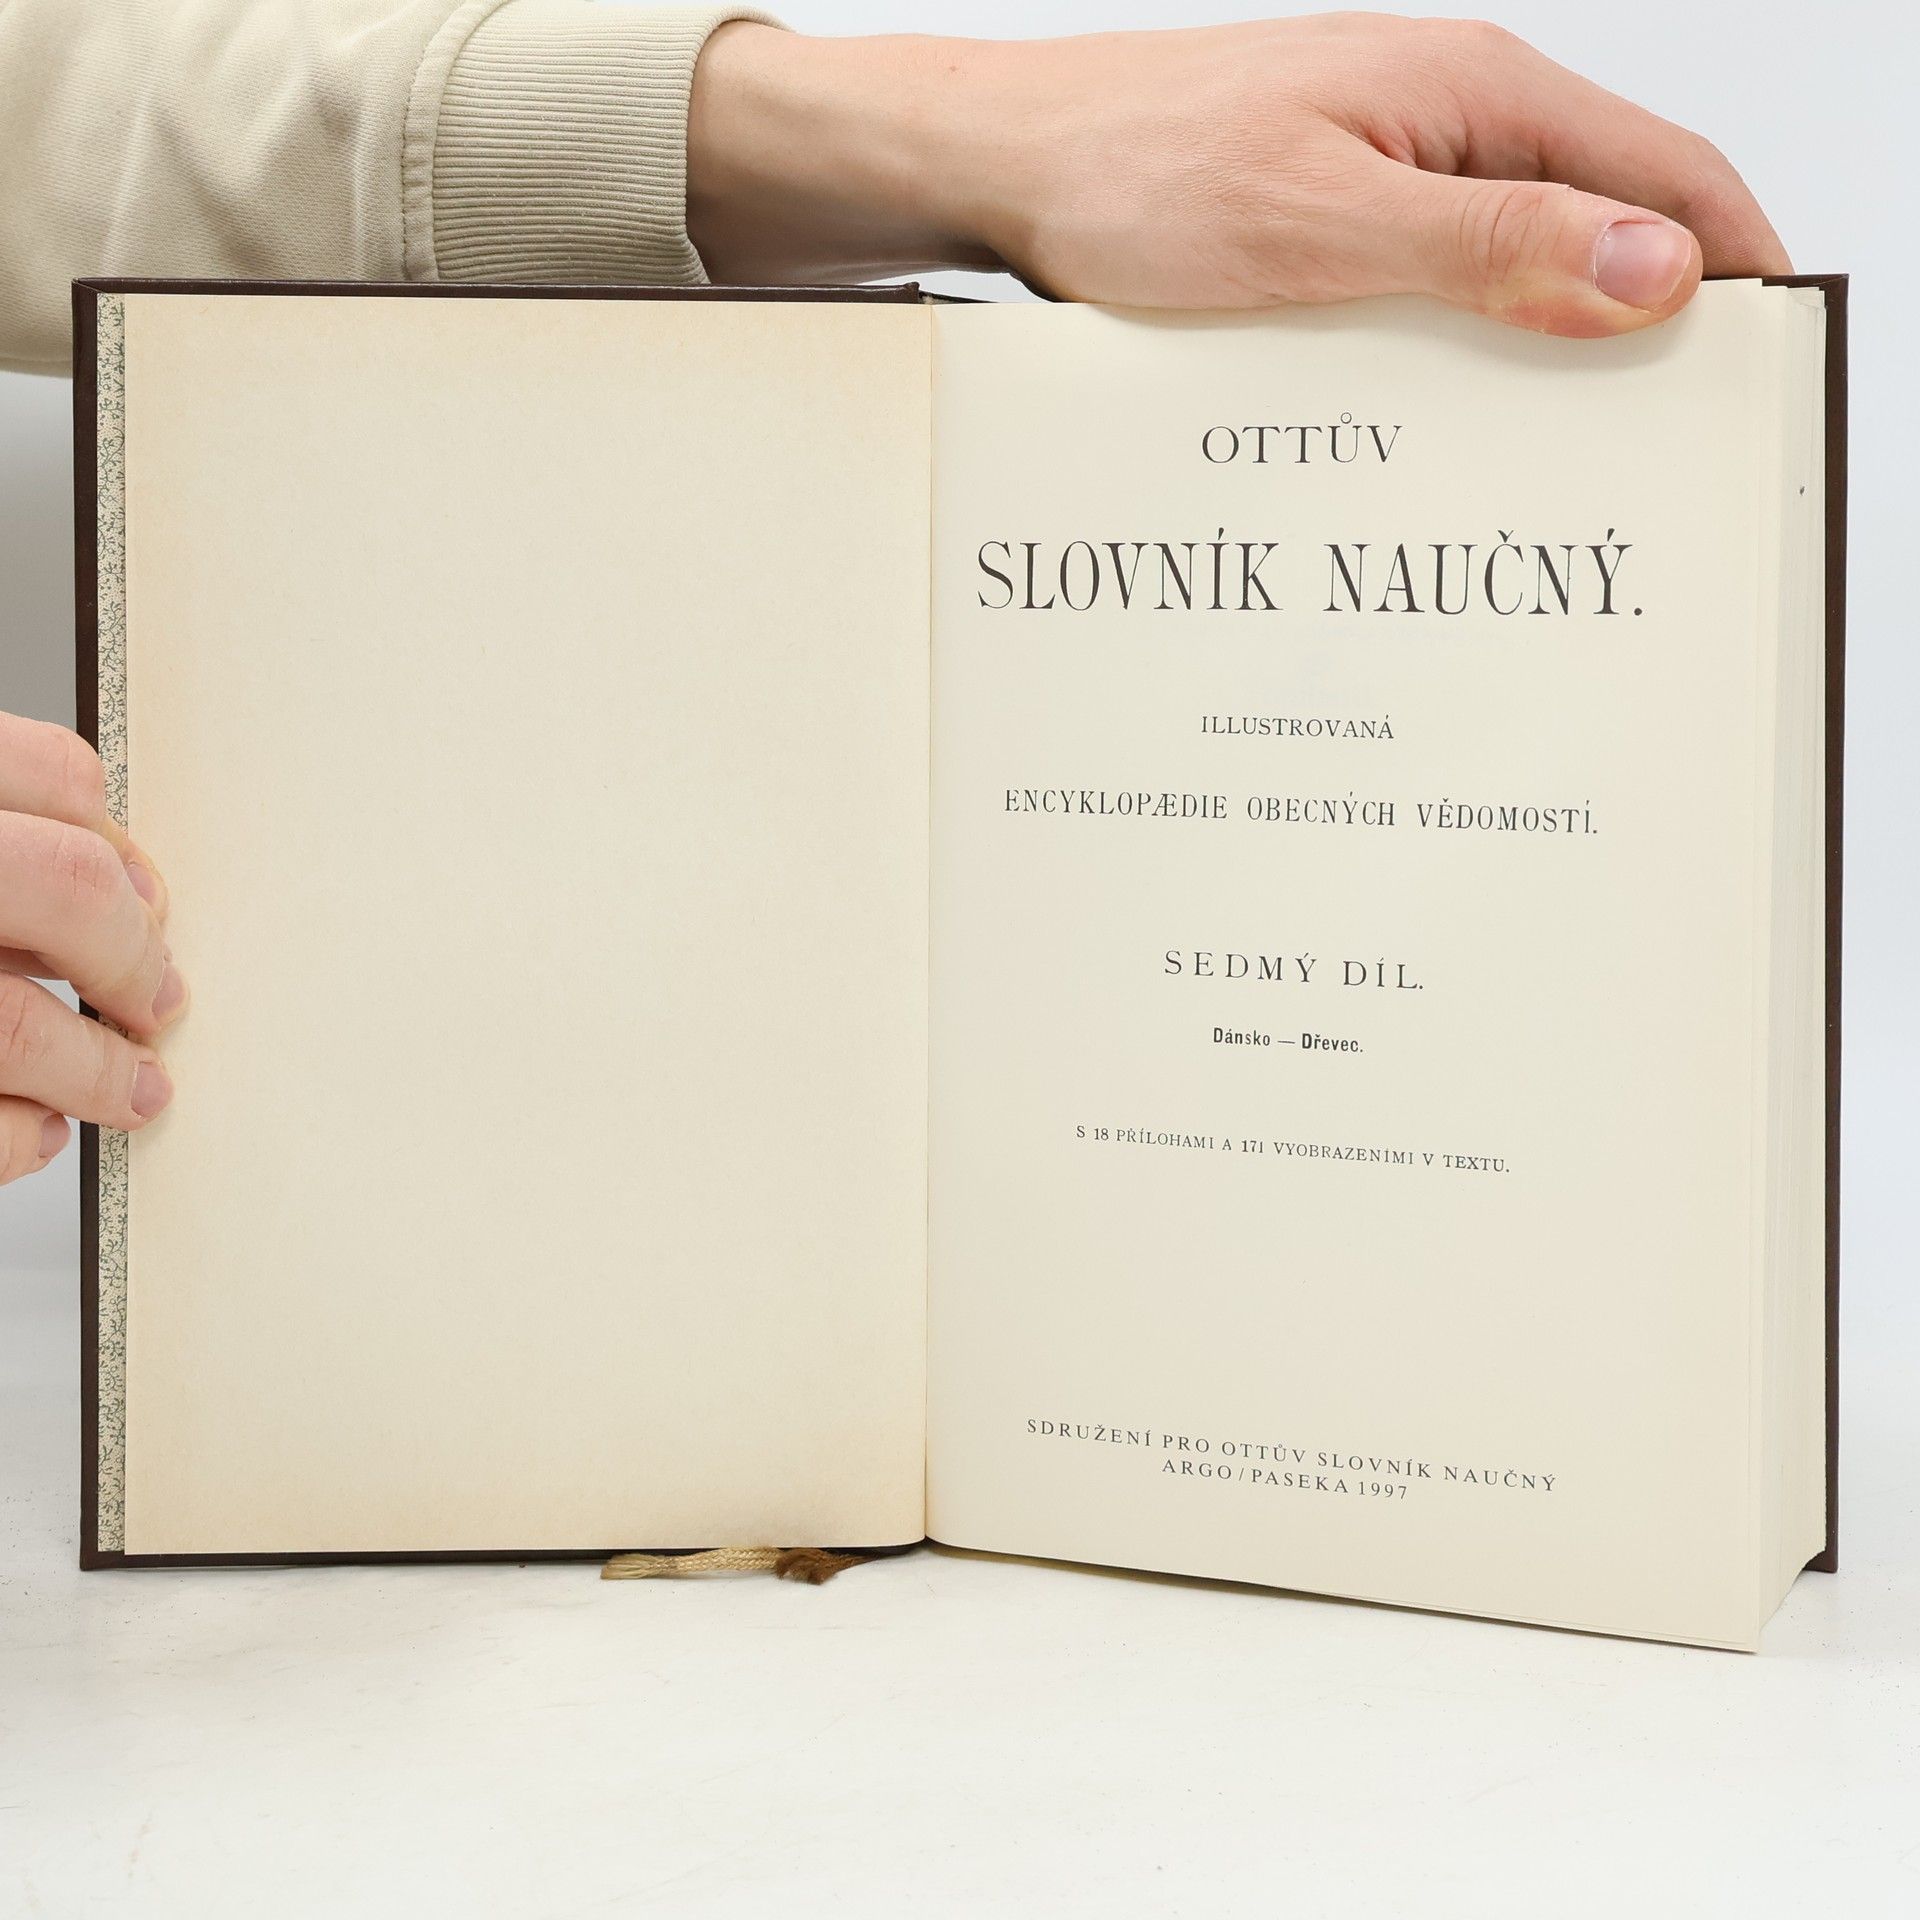 OTTŮV
SLOVNÍK NAUČNÝ.
ILLUSTROVANÁ
ENCYKLOPÆDIE OBECNÝCH VĚDOMOSTÍ.
SEDMÝ DÍL.
Dánsko — Dřevec.
S 18 PŘÍLOHAMI A 171 VYOBRAZENÍMI V TEXTU.
SDRUŽENÍ PRO OTTŮV SLOVNÍK NAUČNÝ
ARGO/PASEKA 1997